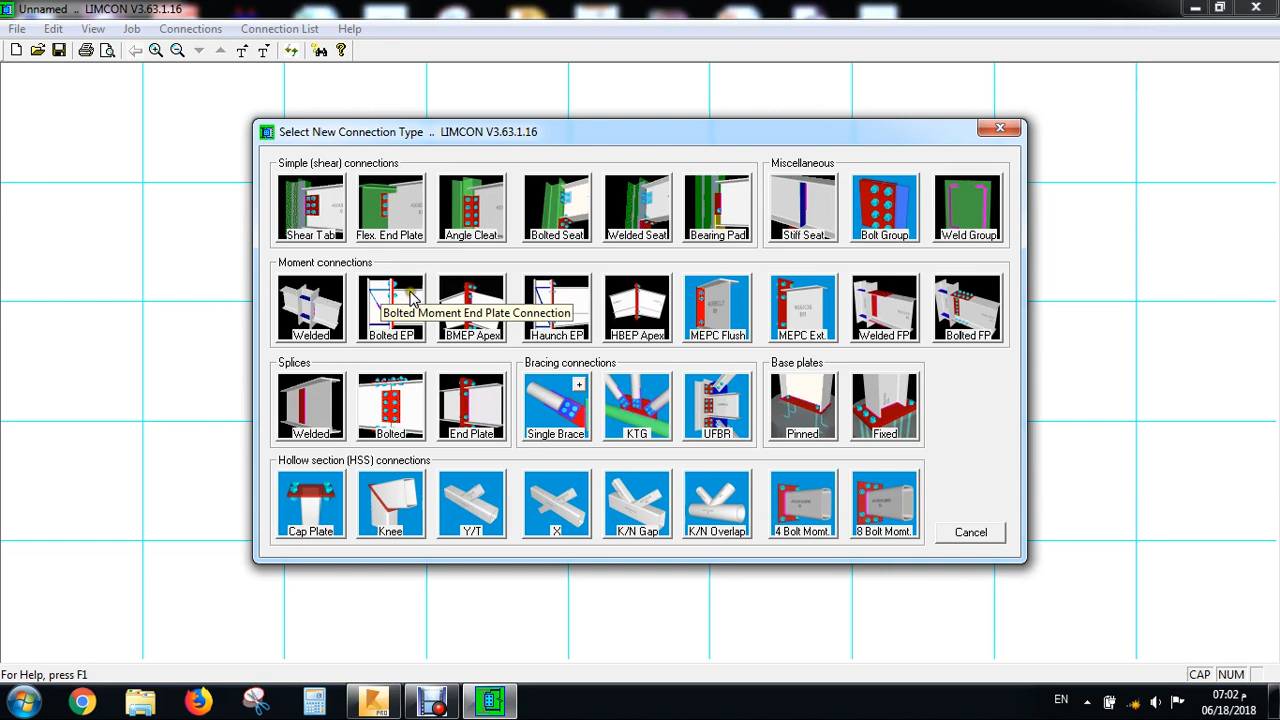 Unnamed .. LIMCON V3.63.1.16
File Edit View Job Connections Connection List Help
Select New Connection Type .. LIMCON V3.63.1.16
Simple (shear) connections
Miscellaneous
Shear Tab
Flex. End Plate
Angle Cleat
Bolted Seat
Welded Seat
Bearing Pad
Stiff Seat
Bolt Group
Weld Group
Moment connections
Bolted Moment End Plate Connection
Welded
Bolted EP
BMEP Apex
Haunch EP
HBEP Apex
MEPC Flush
MEPC Ext.
Welded FP
Bolted FP
Splices
Bracing connections
Base plates
Welded
Bolted
End Plate
Single Brace
KTG
UFBR
Pinned
Fixed
Hollow section (HSS) connections
Cap Plate
Knee
Y/T
X
K/N Gap
K/N Overlap
4 Bolt Momt.
8 Bolt Momt.
Cancel
For Help, press F1
CAP NUM
PRO
EN
07:02 م
06/18/2018